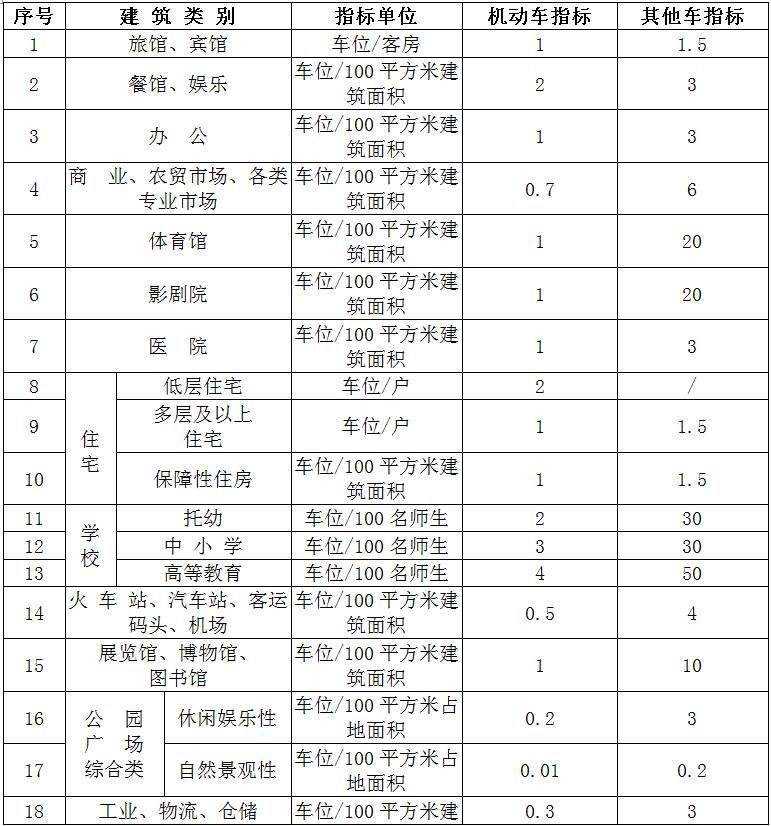 序号 建 筑 类 别 指标单位 机动车指标 其他车指标
1 旅馆、宾馆 车位/客房 1 1.5
2 餐馆、娱乐 车位/100 平方米建
筑面积 2 3
3 办 公 车位/100 平方米建
筑面积 1 3
4 商 业、农贸市场、各类
专业市场 车位/100 平方米建
筑面积 0.7 6
5 体育馆 车位/100 平方米建
筑面积 1 20
6 影剧院 车位/100 平方米建
筑面积 1 20
7 医 院 车位/100 平方米建
筑面积 1 3
住
宅
8 低层住宅 车位/户 2 /
9 多层及以上
住宅 车位/户 1 1.5
10 保障性住房 车位/100 平方米建
筑面积 1 1.5
学
校
11 托幼 车位/100 名师生 2 30
12 中 小 学 车位/100 名师生 3 30
13 高等教育 车位/100 名师生 4 50
14 火 车 站、汽车站、客运
码头、机场 车位/100 平方米建
筑面积 0.5 4
15 展览馆、博物馆、
图书馆 车位/100 平方米建
筑面积 1 10
公 园
广 场
综合类
16 休闲娱乐性 车位/100 平方米占
地面积 0.2 3
17 自然景观性 车位/100 平方米占
地面积 0.01 0.2
18 工业、物流、仓储 车位/100 平方米建 0.3 3